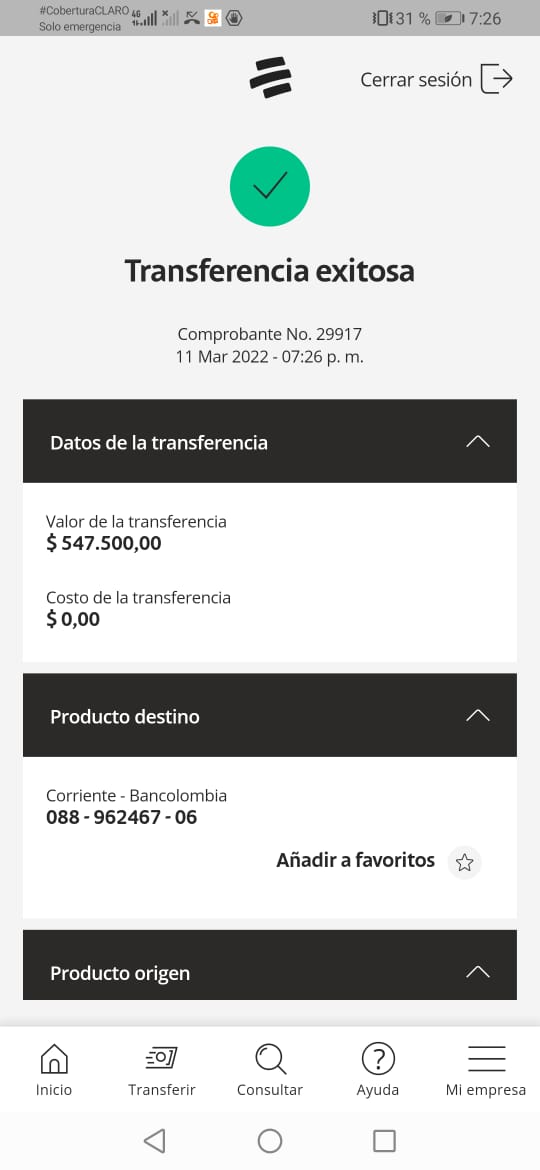 #CoberturaCLARO 4G 31 % 7:26
Solo emergencia
Cerrar sesión
Transferencia exitosa
Comprobante No. 29917
11 Mar 2022 - 07:26 p. m.
Datos de la transferencia
Valor de la transferencia
$ 547.500,00
Costo de la transferencia
$ 0,00
Producto destino
Corriente - Bancolombia
088 - 962467 - 06
Añadir a favoritos
Producto origen
Inicio Transferir Consultar Ayuda Mi empresa